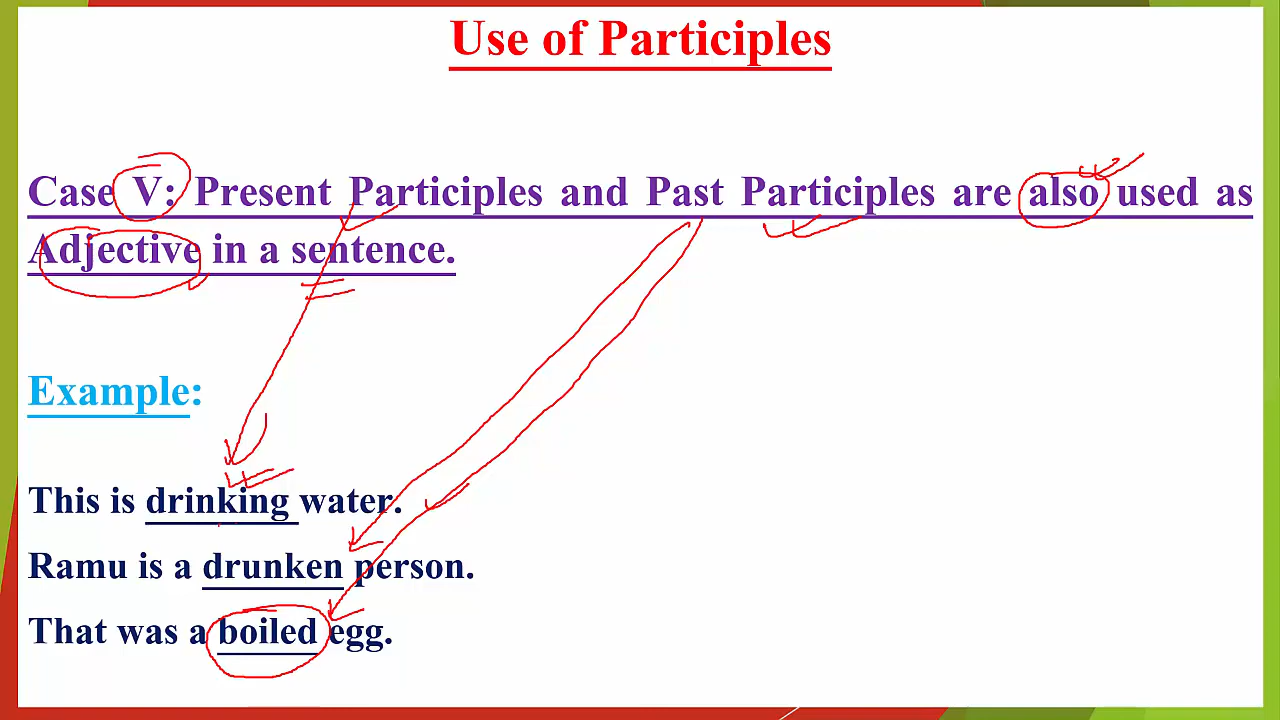 Use of Participles
Case V: Present Participles and Past Participles are also used as
Adjective in a sentence.
Example:
This is drinking water.
Ramu is a drunken person.
That was a boiled egg.